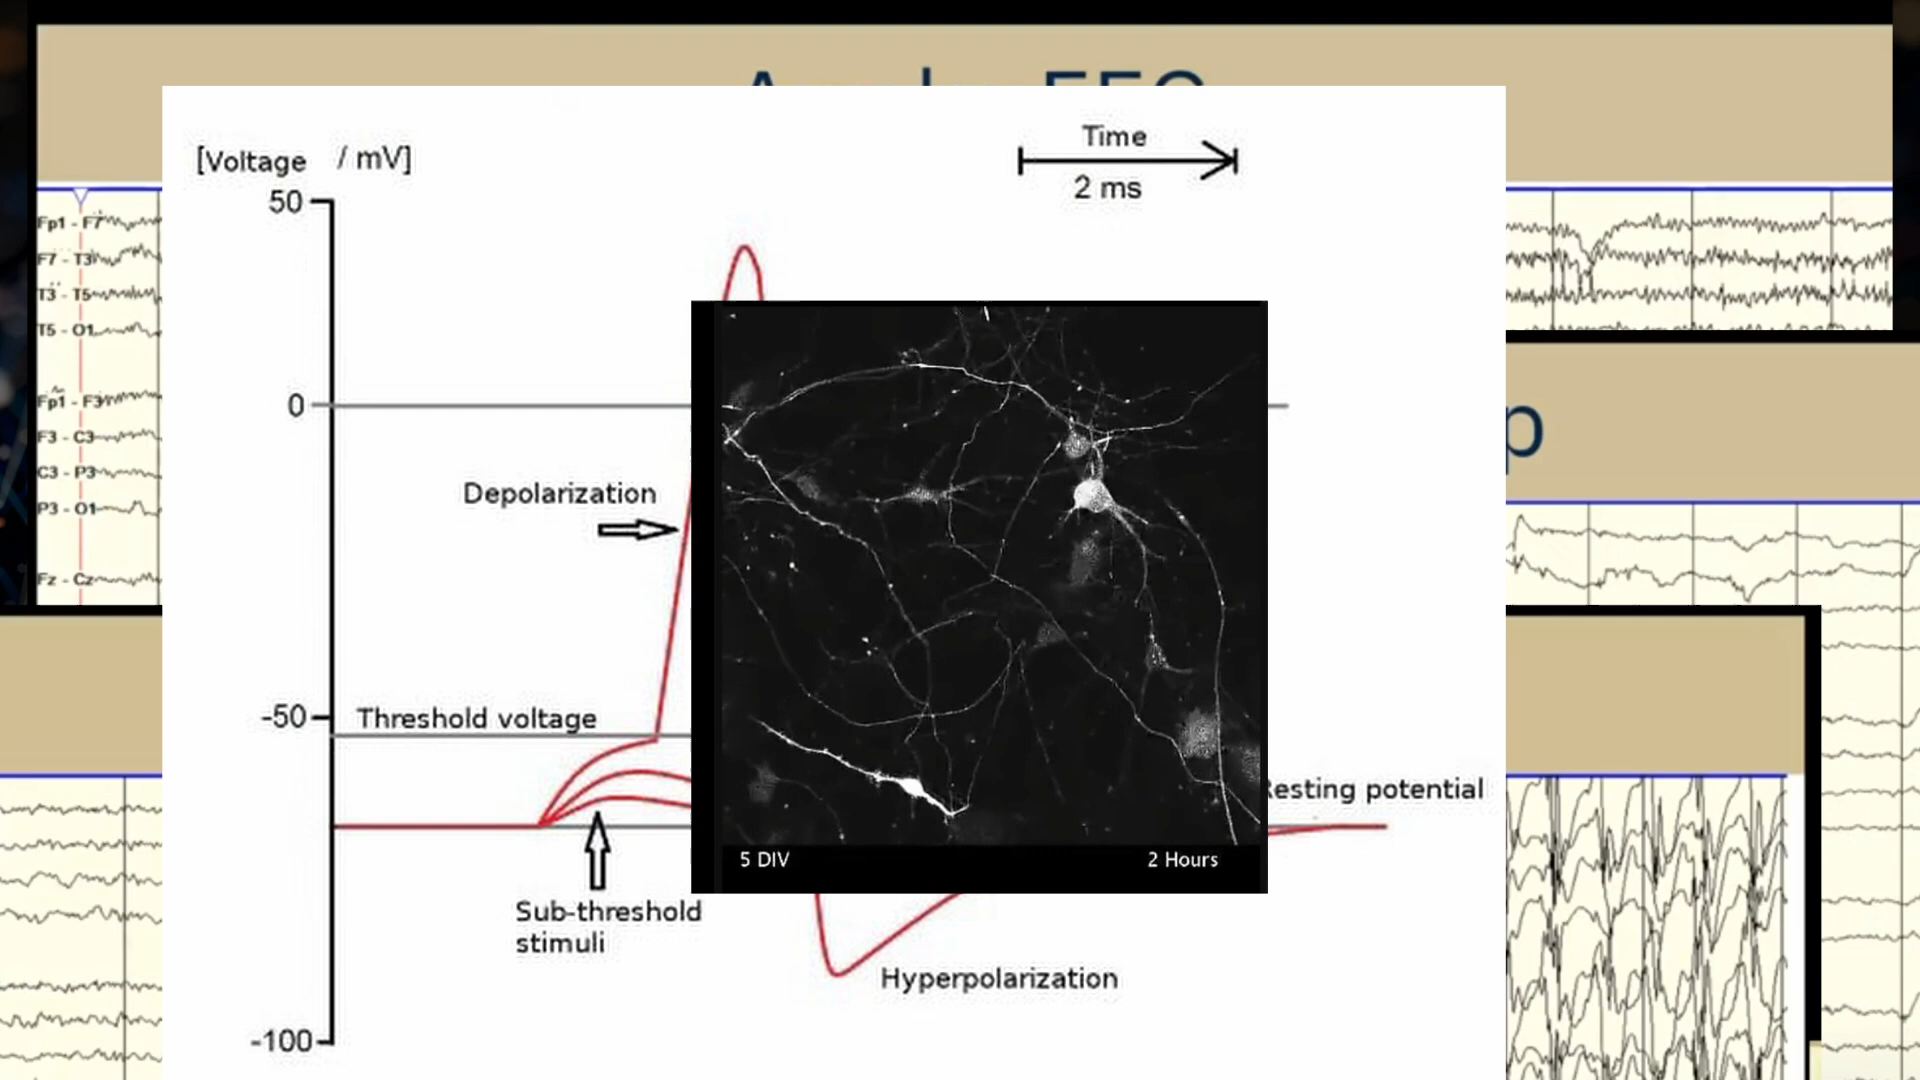 EEG
[Voltage / mV]
Time
2 ms
50
Fp1 - F7
F7 - T3
T3 - T5
T5 - O1
0
Fp1 - F3
F3 - C3
C3 - P3
P3 - O1
p
Depolarization
Fz - Cz
-50
Threshold voltage
Resting potential
5 DIV
2 Hours
Sub-threshold
stimuli
Hyperpolarization
-100